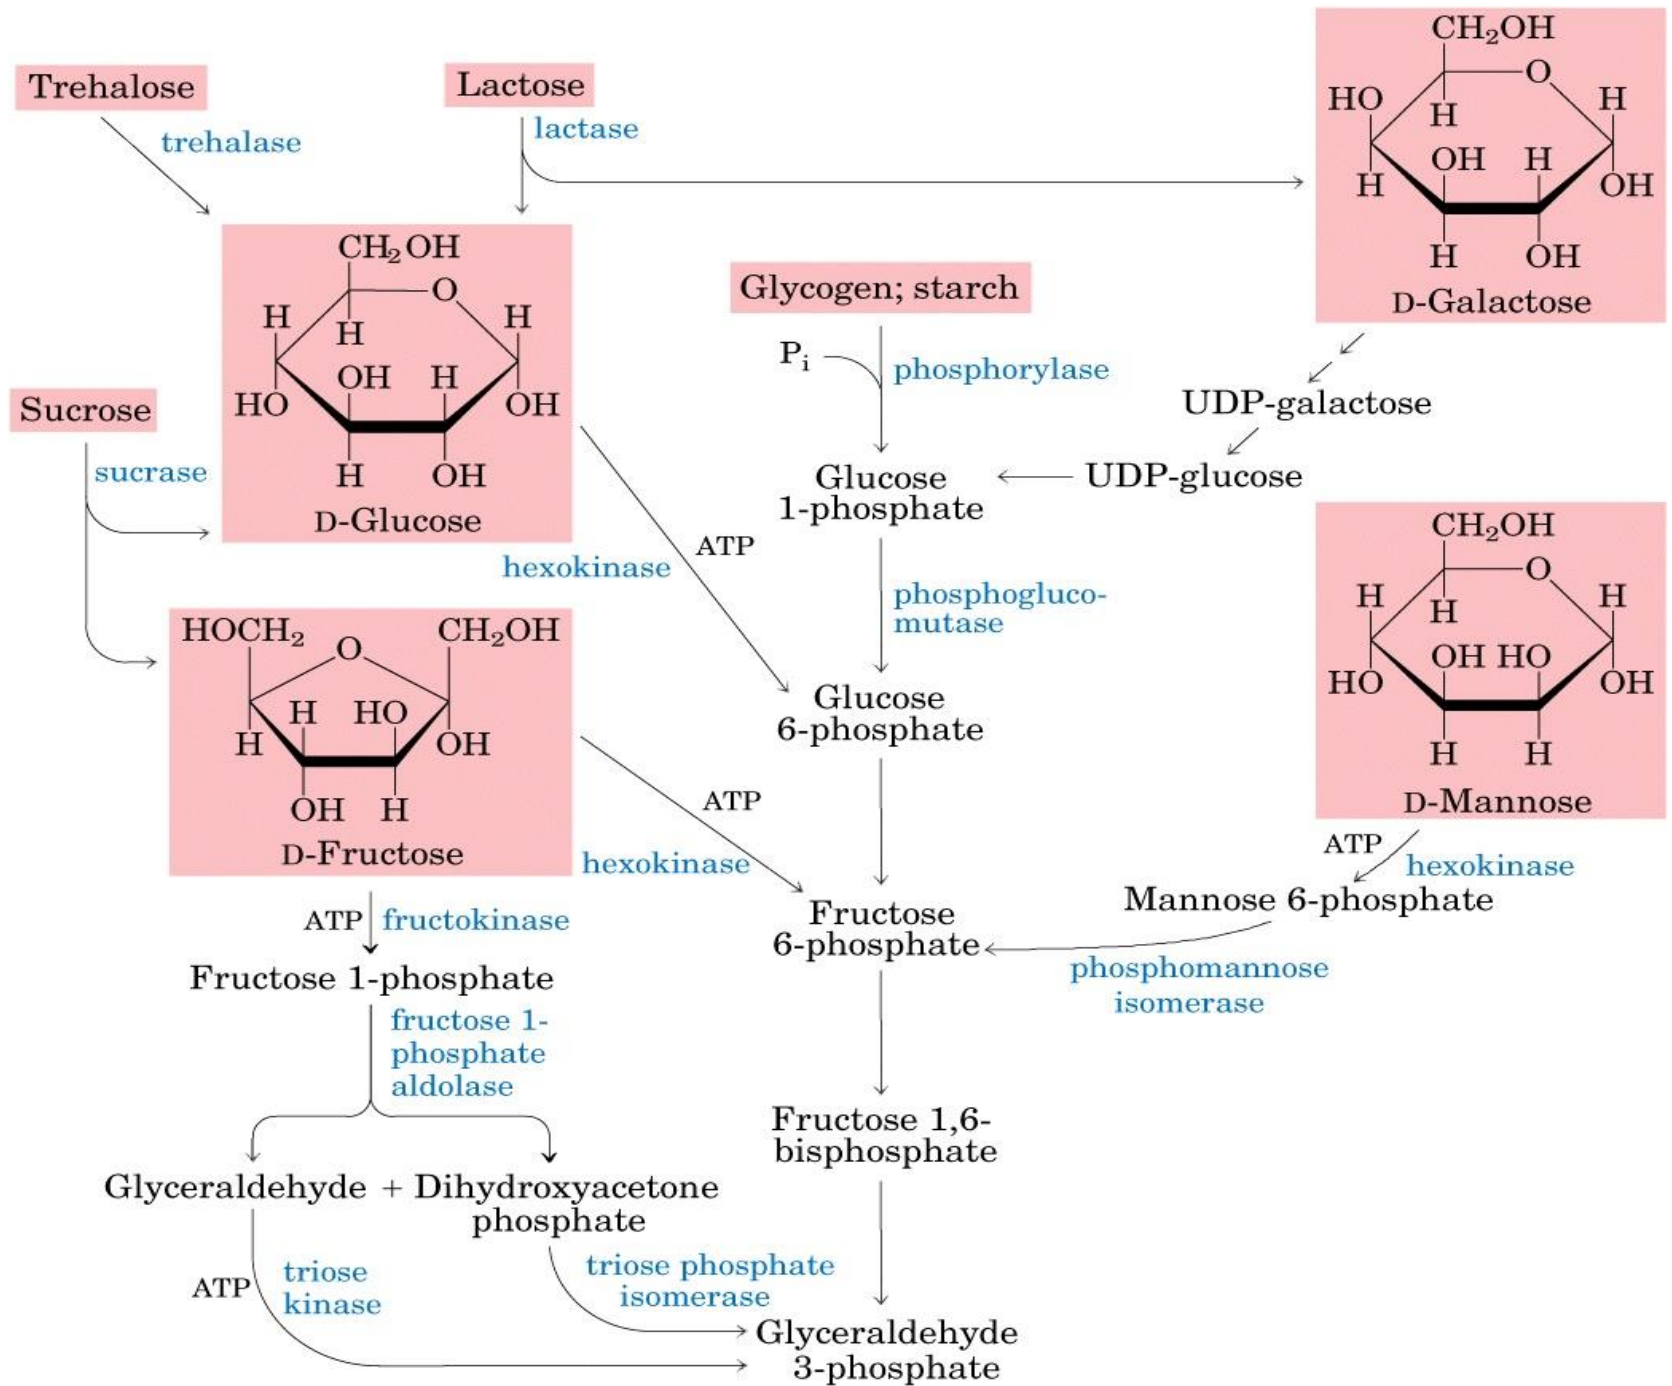 Trehalose
trehalase
Lactose
lactase
CH₂OH
O
HO
H
H
OH
H
H
OH
H
OH
D-Galactose
CH₂OH
O
H
H
H
OH
H
HO
OH
H
OH
D-Glucose
Glycogen; starch
Pᵢ
phosphorylase
UDP-galactose
UDP-glucose
Glucose
1-phosphate
Sucrose
sucrase
hexokinase
ATP
phosphogluco-
mutase
Glucose
6-phosphate
CH₂OH
O
H
H
H
OH
HO
HO
OH
H
H
D-Mannose
ATP
hexokinase
Mannose 6-phosphate
phosphomannose
isomerase
HOCH₂
O
CH₂OH
H
HO
H
OH
OH
H
D-Fructose
ATP
hexokinase
Fructose
6-phosphate
ATP
fructokinase
Fructose 1-phosphate
fructose 1-
phosphate
aldolase
Fructose 1,6-
bisphosphate
Glyceraldehyde + Dihydroxyacetone
phosphate
ATP
triose
kinase
triose phosphate
isomerase
Glyceraldehyde
3-phosphate